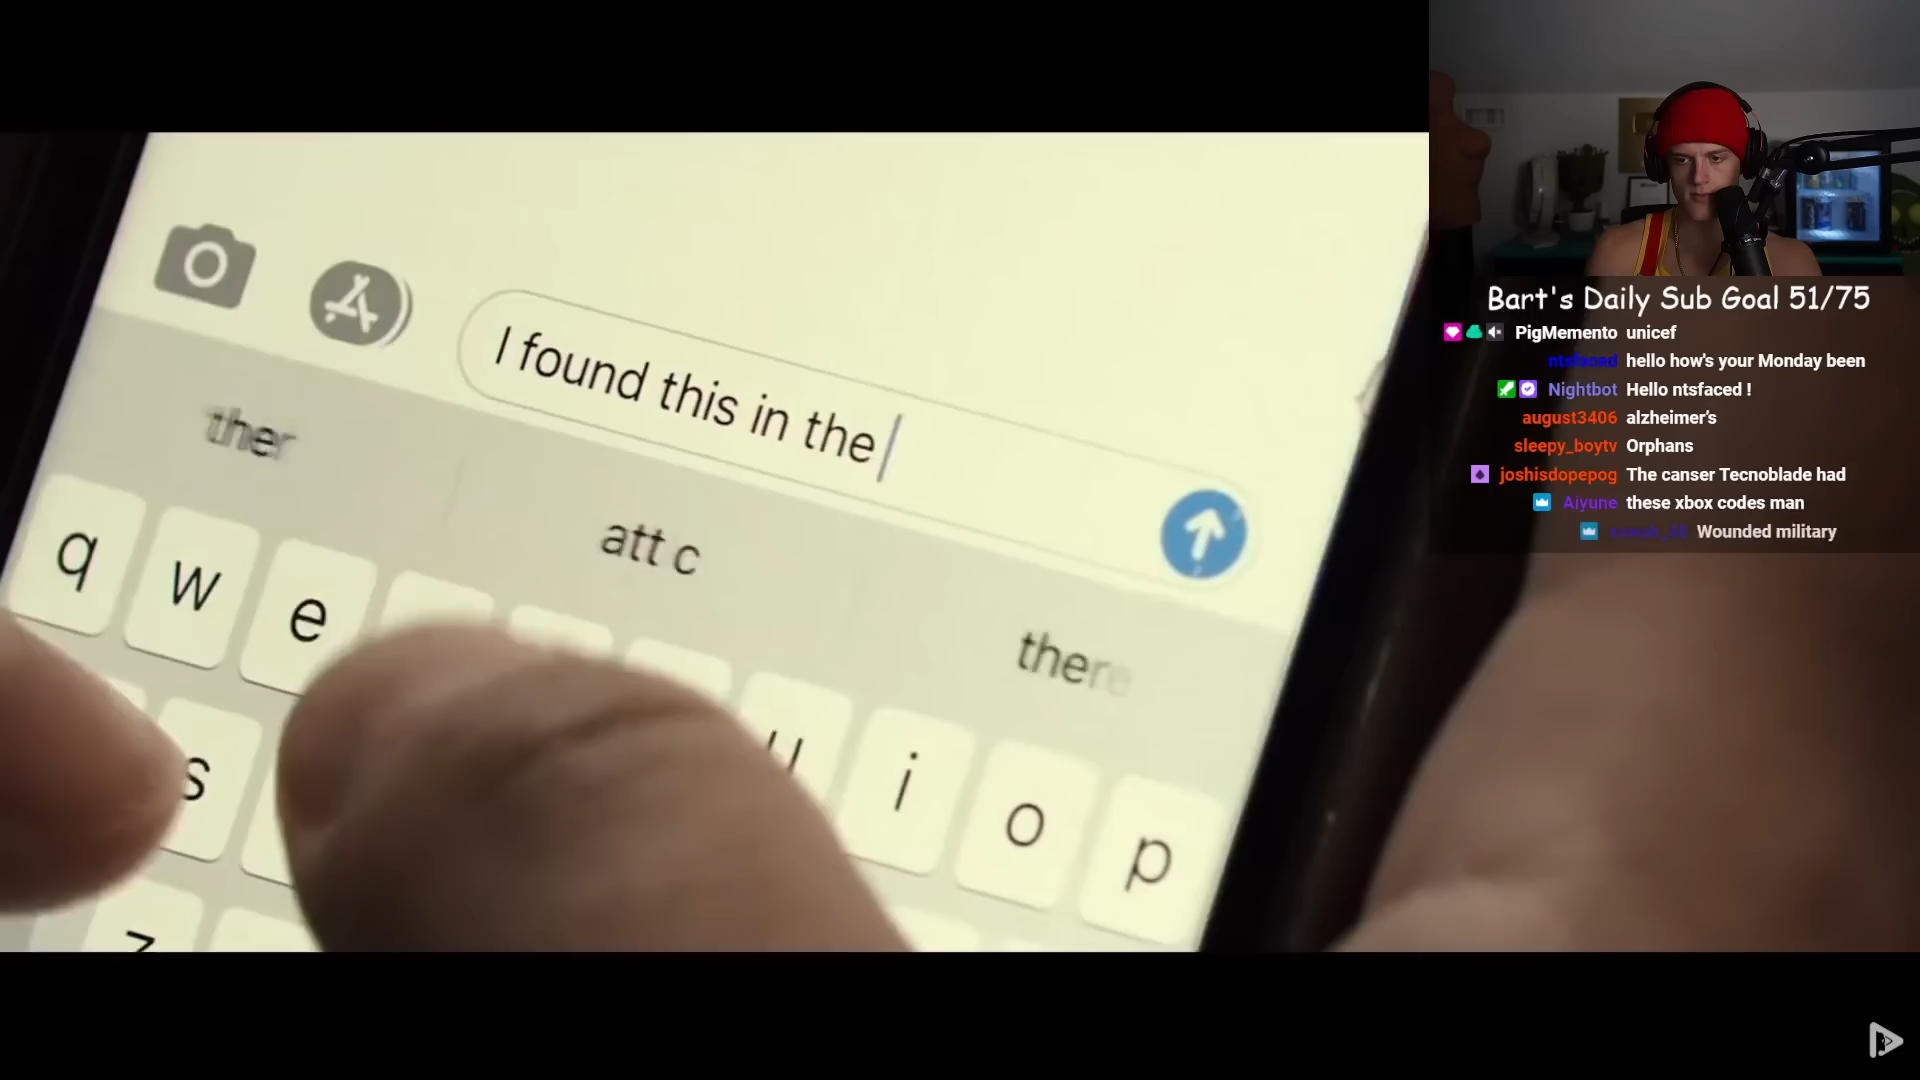 I found this in the
ther
att c
there
q w e
u i o p
s
z
Bart's Daily Sub Goal 51/75
PigMemento unicef
ntsfaced hello how's your Monday been
Nightbot Hello ntsfaced !
august3406 alzheimer's
sleepy_boytv Orphans
joshisdopepog The canser Tecnoblade had
Aiyune these xbox codes man
Wounded military